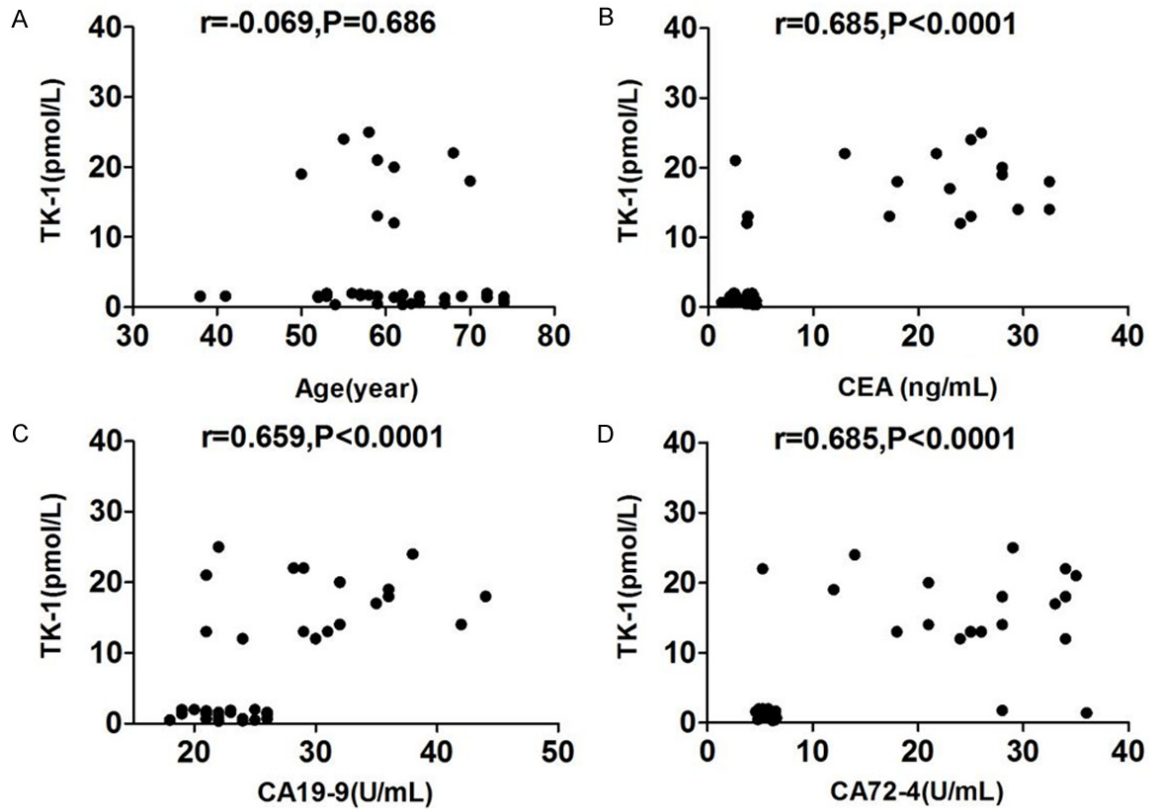 A
r=-0.069,P=0.686
TK-1(pmol/L)
40
30
20
10
0
30 40 50 60 70 80
Age(year)
B
r=0.685,P<0.0001
TK-1(pmol/L)
40
30
20
10
0
0 10 20 30 40
CEA (ng/mL)
C
r=0.659,P<0.0001
TK-1(pmol/L)
40
30
20
10
0
20 30 40 50
CA19-9(U/mL)
D
r=0.685,P<0.0001
TK-1(pmol/L)
40
30
20
10
0
0 10 20 30 40
CA72-4(U/mL)